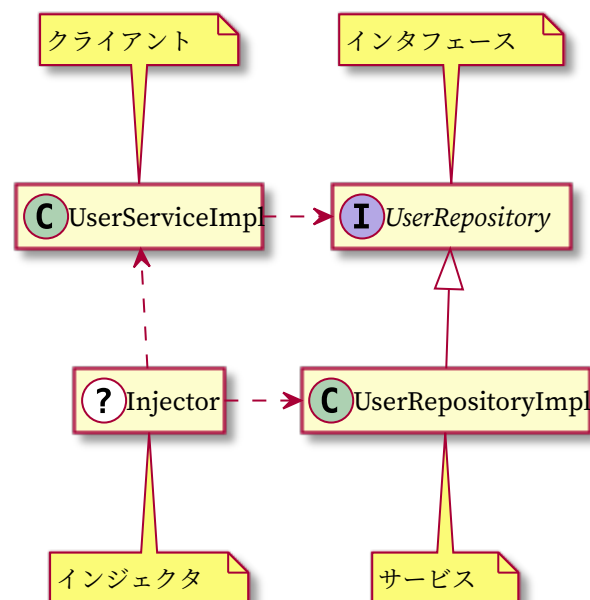 クライアント
インタフェース
C UserServiceImpl
I UserRepository
? Injector
C UserRepositoryImpl
インジェクタ
サービス